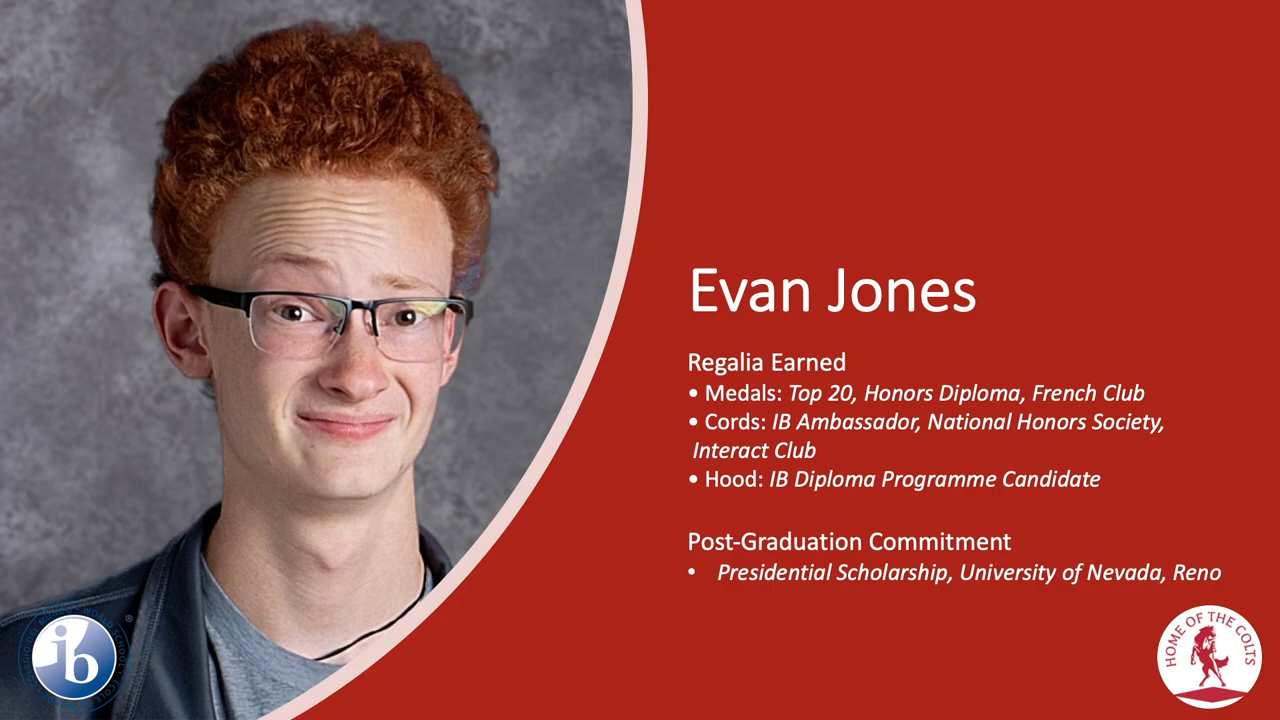 Evan Jones
Regalia Earned
• Medals: Top 20, Honors Diploma, French Club
• Cords: IB Ambassador, National Honors Society,
Interact Club
• Hood: IB Diploma Programme Candidate
Post-Graduation Commitment
• Presidential Scholarship, University of Nevada, Reno
ib
®
HOME OF THE COLTS